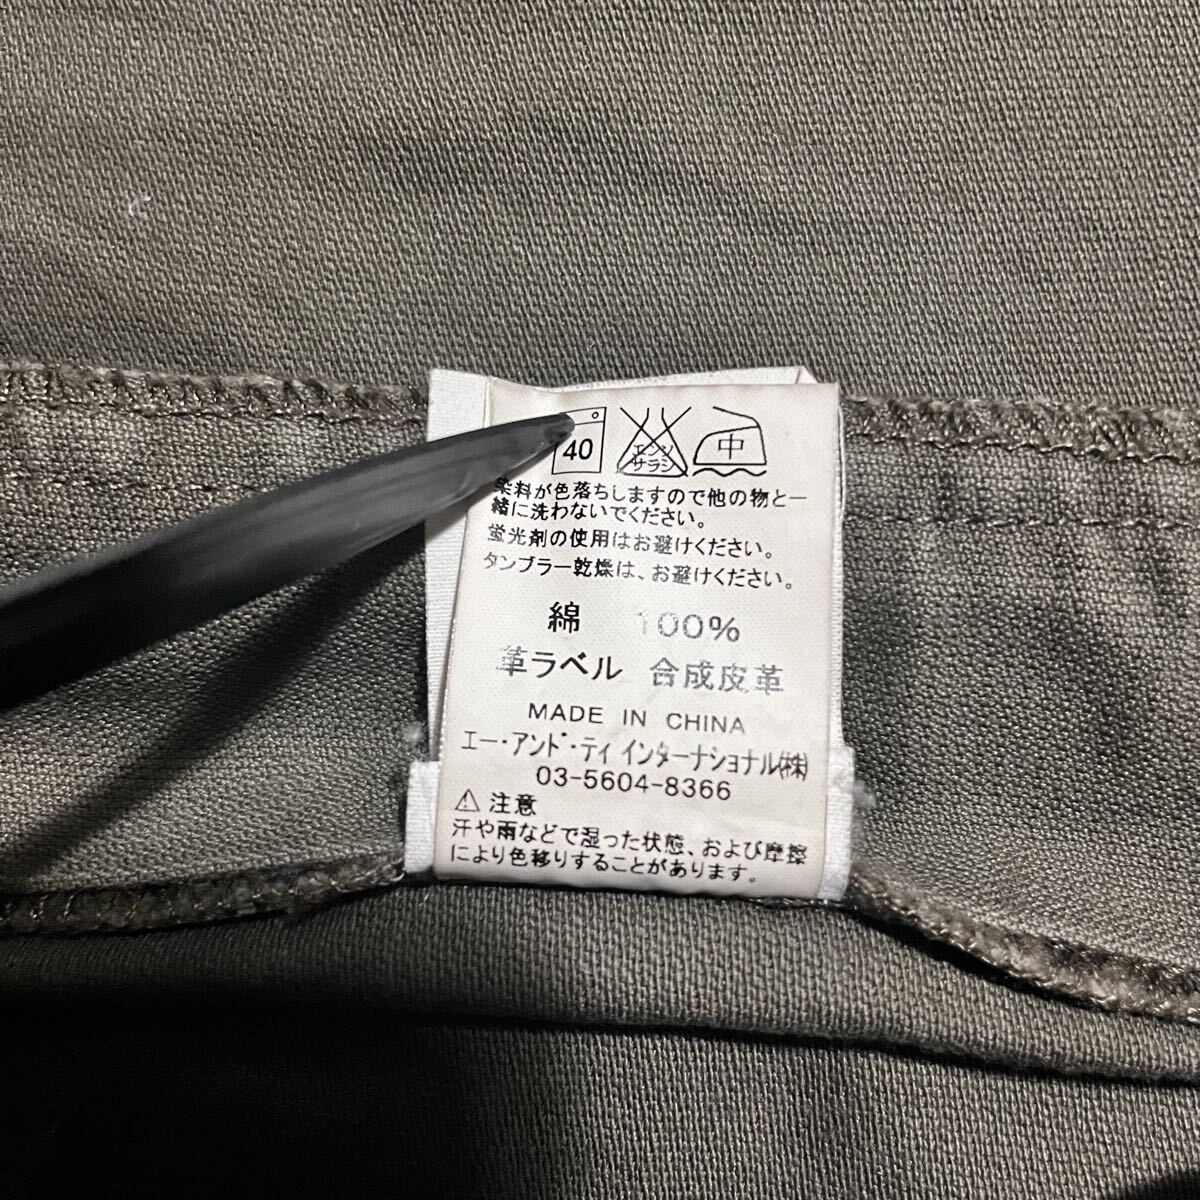 40 エンソ サラシ 中
染料が色落ちしますので他の物と一
緒に洗わないでください。
蛍光剤の使用はお避けください。
タンブラー乾燥は、お避けください。
綿 100%
革ラベル 合成皮革
MADE IN CHINA
エー・アンド・ティ インターナショナル(株)
03-5604-8366
⚠ 注意
汗や雨などで湿った状態、および摩擦
により色移りすることがあります。